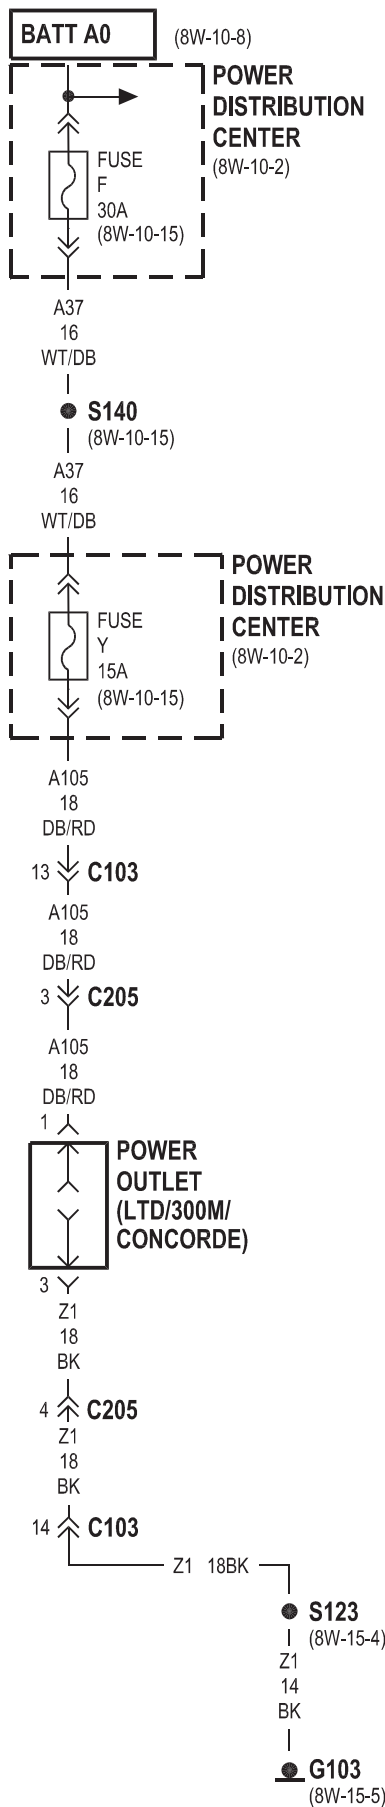 BATT A0
(8W-10-8)
POWER
DISTRIBUTION
CENTER
(8W-10-2)
FUSE
F
30A
(8W-10-15)
A37
16
WT/DB
S140
(8W-10-15)
A37
16
WT/DB
POWER
DISTRIBUTION
CENTER
(8W-10-2)
FUSE
Y
15A
(8W-10-15)
A105
18
DB/RD
13 C103
A105
18
DB/RD
3 C205
A105
18
DB/RD
1
POWER
OUTLET
(LTD/300M/
CONCORDE)
3
Z1
18
BK
4 C205
Z1
18
BK
14 C103
Z1 18BK
S123
(8W-15-4)
Z1
14
BK
G103
(8W-15-5)